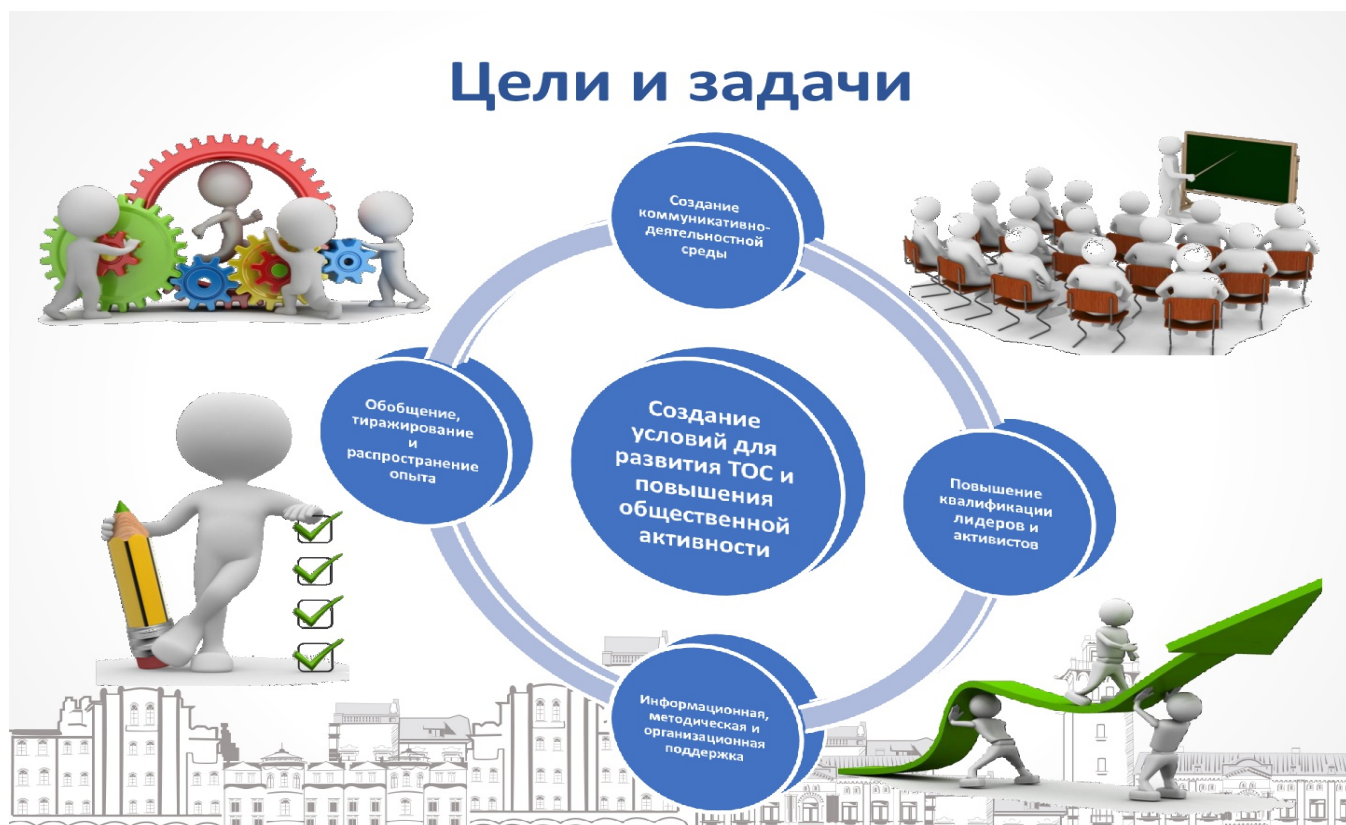 Цели и задачи
Создание
коммуникативно-
деятельностной
среды
Обобщение,
тиражирование
и
распространение
опыта
Создание
условий для
развития ТОС и
повышения
общественной
активности
Повышение
квалификации
лидеров и
активистов
Информационная,
методическая и
организационная
поддержка